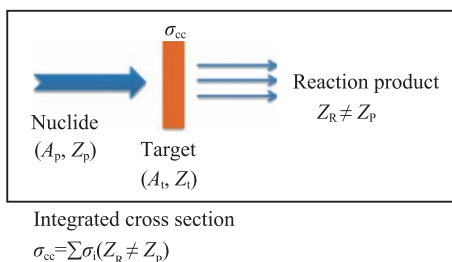 σcc
Nuclide
(Ap, Zp)
Target
(At, Zt)
Reaction product
ZR ≠ ZP
Integrated cross section
σcc=∑σi(ZR ≠ ZP)